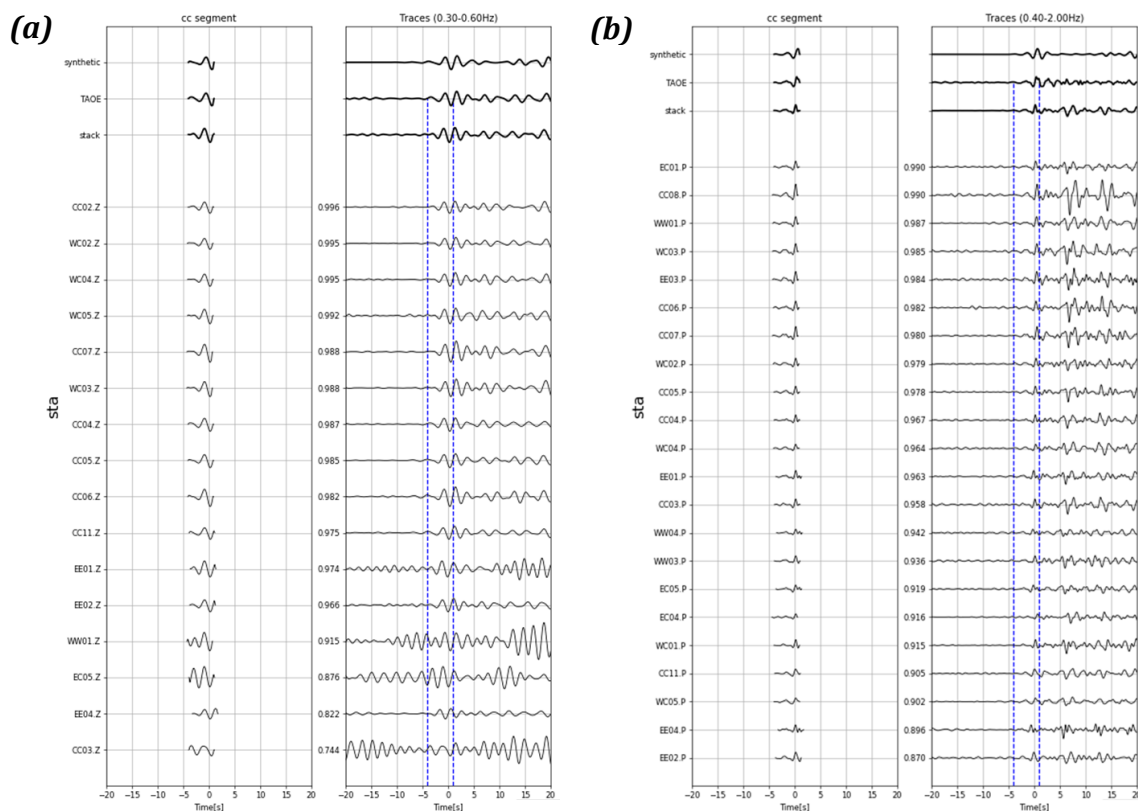 (a)
cc segment
Traces (0.30-0.60Hz)
synthetic
TAOE
stack
CC02.Z 0.996
WC02.Z 0.995
WC04.Z 0.995
WC05.Z 0.992
CC07.Z 0.988
WC03.Z 0.988
sta
CC04.Z 0.987
CC05.Z 0.985
CC06.Z 0.982
CC11.Z 0.975
EE01.Z 0.974
EE02.Z 0.966
WW01.Z 0.915
EC05.Z 0.876
EE04.Z 0.822
CC03.Z 0.744
−20 −15 −10 −5 0 5 10 15 20
Time[s]
−20 −15 −10 −5 0 5 10 15 20
Time[s]
(b)
cc segment
Traces (0.40-2.00Hz)
synthetic
TAOE
stack
EC01.P 0.990
CC08.P 0.990
WW01.P 0.987
WC03.P 0.985
EE03.P 0.984
CC06.P 0.982
CC07.P 0.980
WC02.P 0.979
sta
CC05.P 0.978
CC04.P 0.967
WC04.P 0.964
EE01.P 0.963
CC03.P 0.958
WW04.P 0.942
WW03.P 0.936
EC05.P 0.919
EC04.P 0.916
WC01.P 0.915
CC11.P 0.905
WC05.P 0.902
EE04.P 0.896
EE02.P 0.870
−20 −15 −10 −5 0 5 10 15 20
Time[s]
−20 −15 −10 −5 0 5 10 15 20
Time[s]